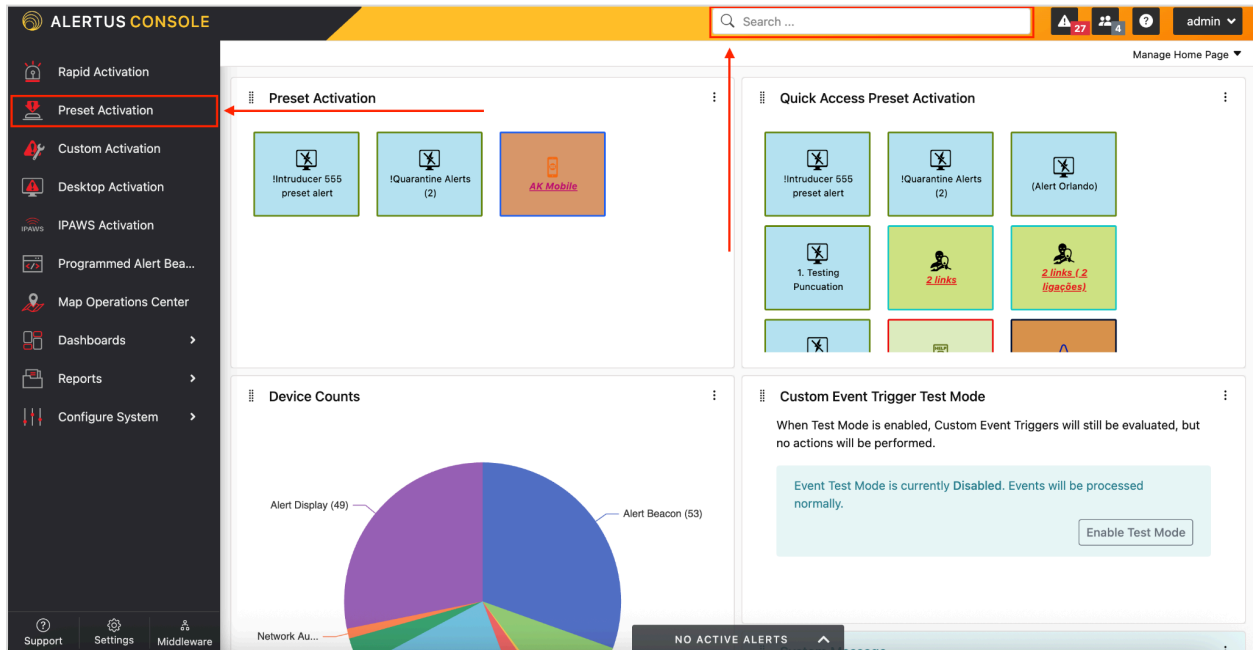 ALERTUS CONSOLE
Search ...
27
4
admin
Manage Home Page
Rapid Activation
Preset Activation
Custom Activation
Desktop Activation
IPAWS
IPAWS Activation
Programmed Alert Bea...
Map Operations Center
Dashboards
Reports
Configure System
Support
Settings
Middleware
Preset Activation
!Intruducer 555
preset alert
!Quarantine Alerts
(2)
AK Mobile
Quick Access Preset Activation
!Intruducer 555
preset alert
!Quarantine Alerts
(2)
(Alert Orlando)
1. Testing
Puncuation
2 links
2 links ( 2
ligações)
HELP
Device Counts
Alert Display (49)
Alert Beacon (53)
Network Au...
Custom Event Trigger Test Mode
When Test Mode is enabled, Custom Event Triggers will still be evaluated, but
no actions will be performed.
Event Test Mode is currently Disabled. Events will be processed
normally.
Enable Test Mode
NO ACTIVE ALERTS